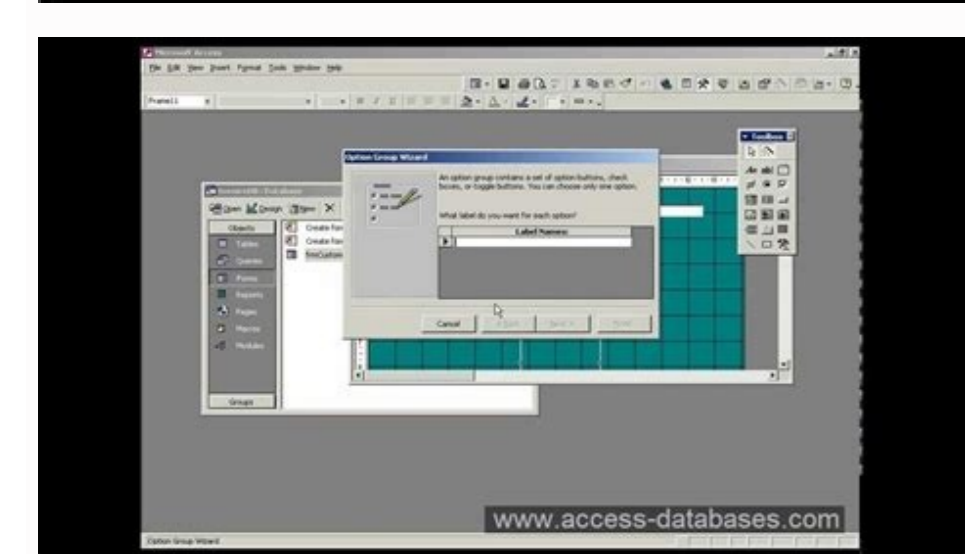 Microsoft Access
File Edit View Insert Format Tools Window Help
Frame11
Toolbox
Option Group Wizard
An option group contains a set of option buttons, check
boxes, or toggle buttons. You can choose only one option.
What label do you want for each option?
Label Names:
Cancel
< Back
Next >
Finish
Open Design New
Objects
Tables
Queries
Forms
Reports
Pages
Macros
Modules
Groups
Create
Create
www.access-databases.com
Option Group Wizard